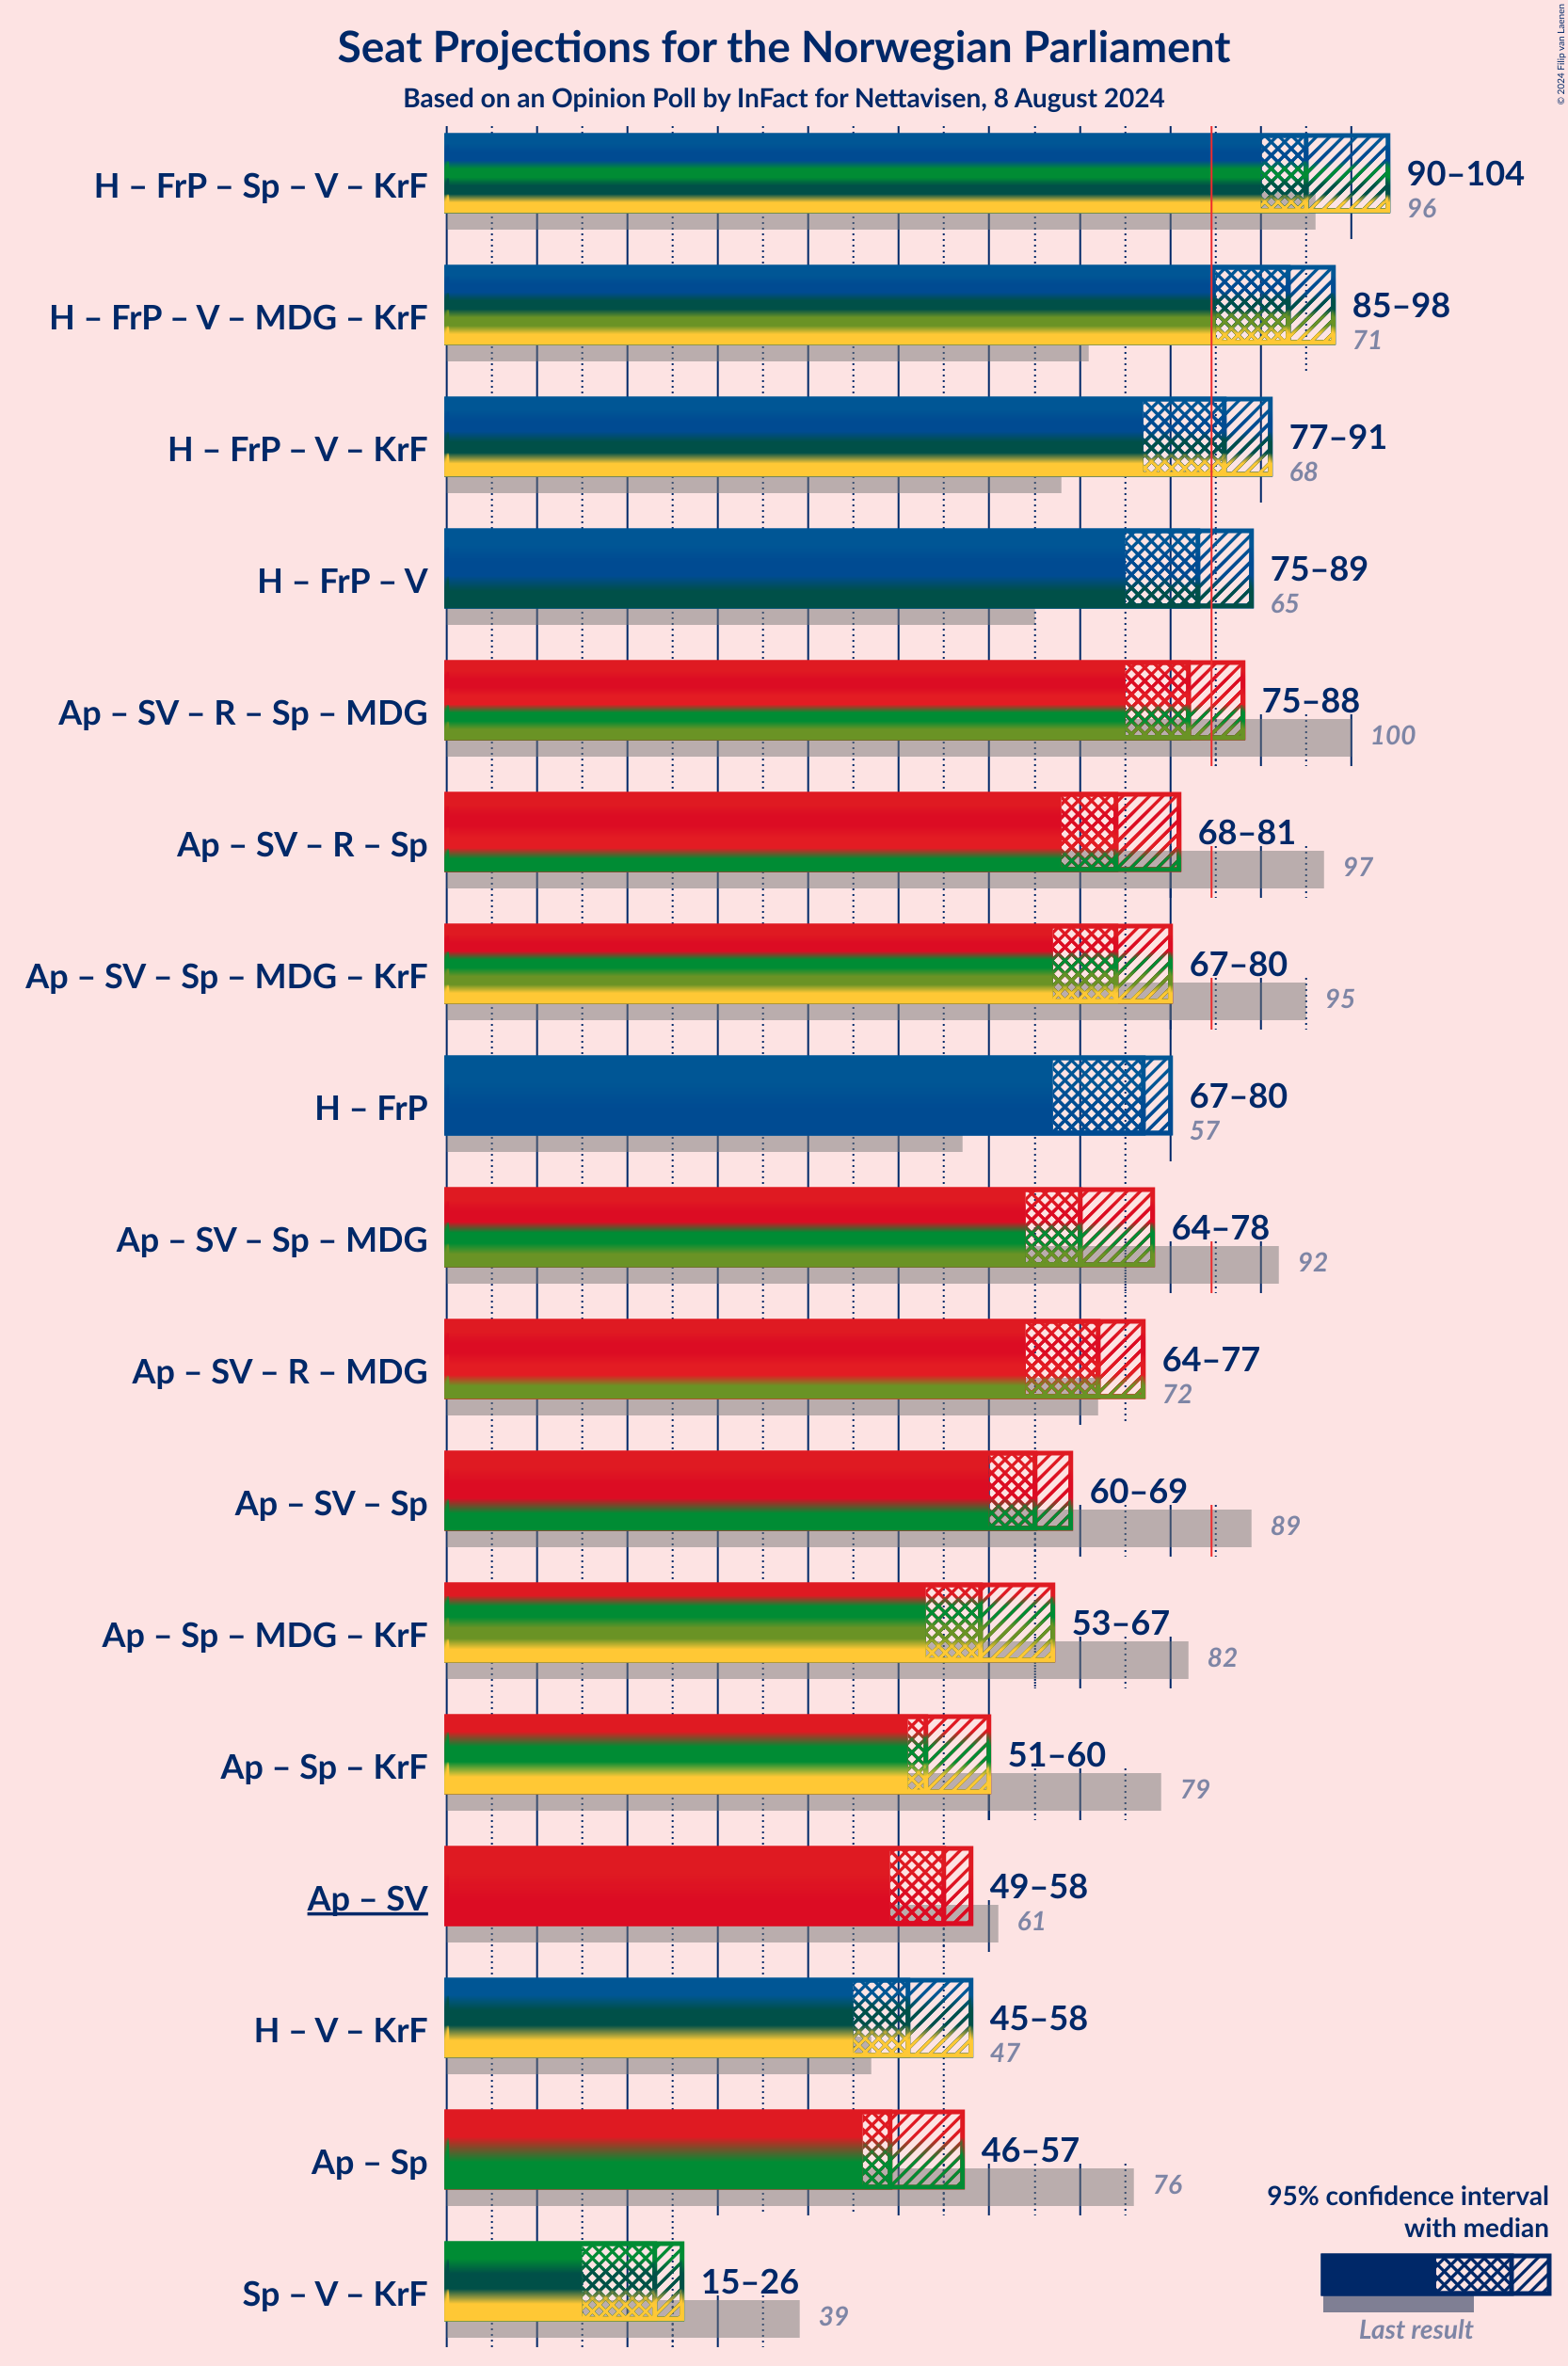 Seat Projections for the Norwegian Parliament
Based on an Opinion Poll by InFact for Nettavisen, 8 August 2024
© 2024 Filip van Laenen
H – FrP – Sp – V – KrF
90–104
96
H – FrP – V – MDG – KrF
85–98
71
H – FrP – V – KrF
77–91
68
H – FrP – V
75–89
65
Ap – SV – R – Sp – MDG
75–88
100
Ap – SV – R – Sp
68–81
97
Ap – SV – Sp – MDG – KrF
67–80
95
H – FrP
67–80
57
Ap – SV – Sp – MDG
64–78
92
Ap – SV – R – MDG
64–77
72
Ap – SV – Sp
60–69
89
Ap – Sp – MDG – KrF
53–67
82
Ap – Sp – KrF
51–60
79
Ap – SV
49–58
61
H – V – KrF
45–58
47
Ap – Sp
46–57
76
Sp – V – KrF
15–26
39
95% confidence interval
with median
Last result